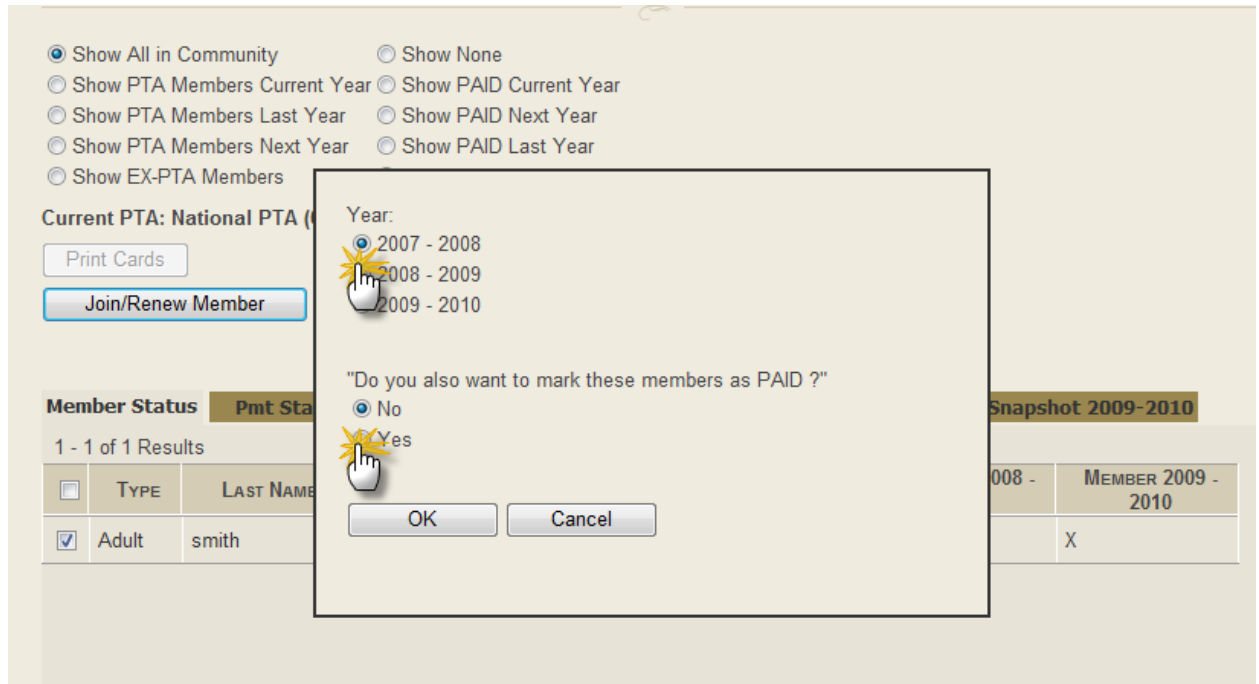 Show All in Community Show None
Show PTA Members Current Year Show PAID Current Year
Show PTA Members Last Year Show PAID Next Year
Show PTA Members Next Year Show PAID Last Year
Show EX-PTA Members
Current PTA: National PTA (
Print Cards
Join/Renew Member
Year:
2007 - 2008
2008 - 2009
2009 - 2010
"Do you also want to mark these members as PAID ?"
No
Yes
OK Cancel
Member Status Pmt Sta Snapshot 2009-2010
1 - 1 of 1 Results
TYPE LAST NAME 008 - MEMBER 2009 -
2010
Adult smith X